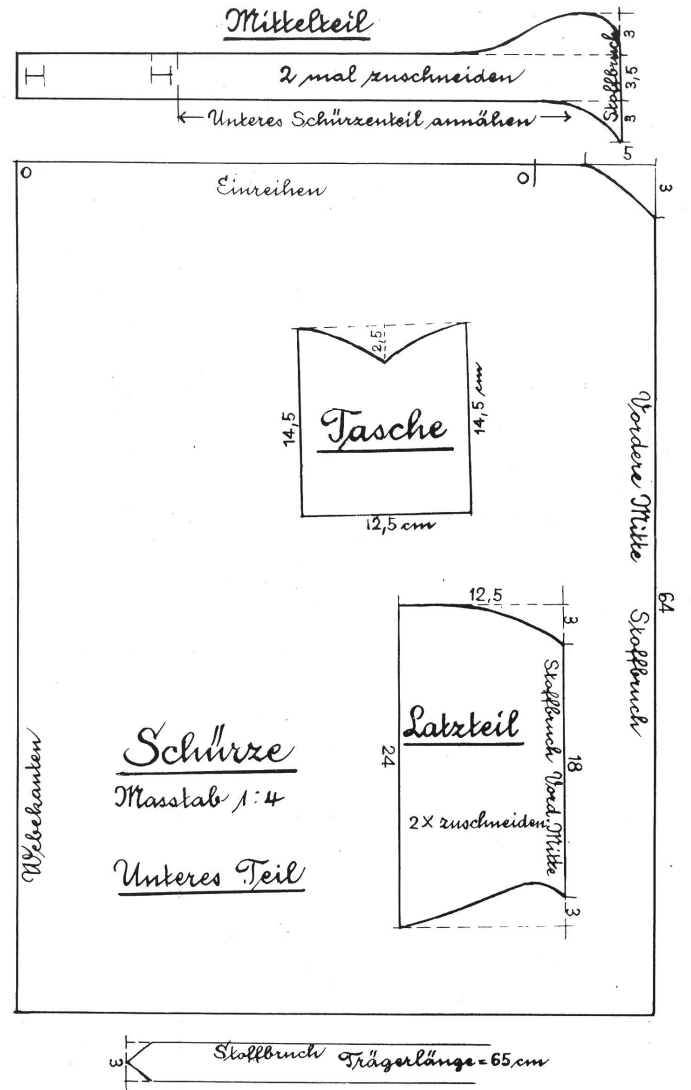 Mittelteil
3
2 mal zuschneiden
Stoffbruch
3,5
Unteres Schürzenteil annähen
3
5
O
Einreihen
O
3
2,5
14,5
Tasche
14,5 cm
12,5 cm
Vordere Mitte Stoffbruch
64
12,5
3
Latzteil
24
Stoffbruch Vord. Mitte
18
2X zuschneiden
3
Schürze
Masstab 1:4
Unteres Teil
Webekanten
3
Stoffbruch Trägerlänge = 65 cm